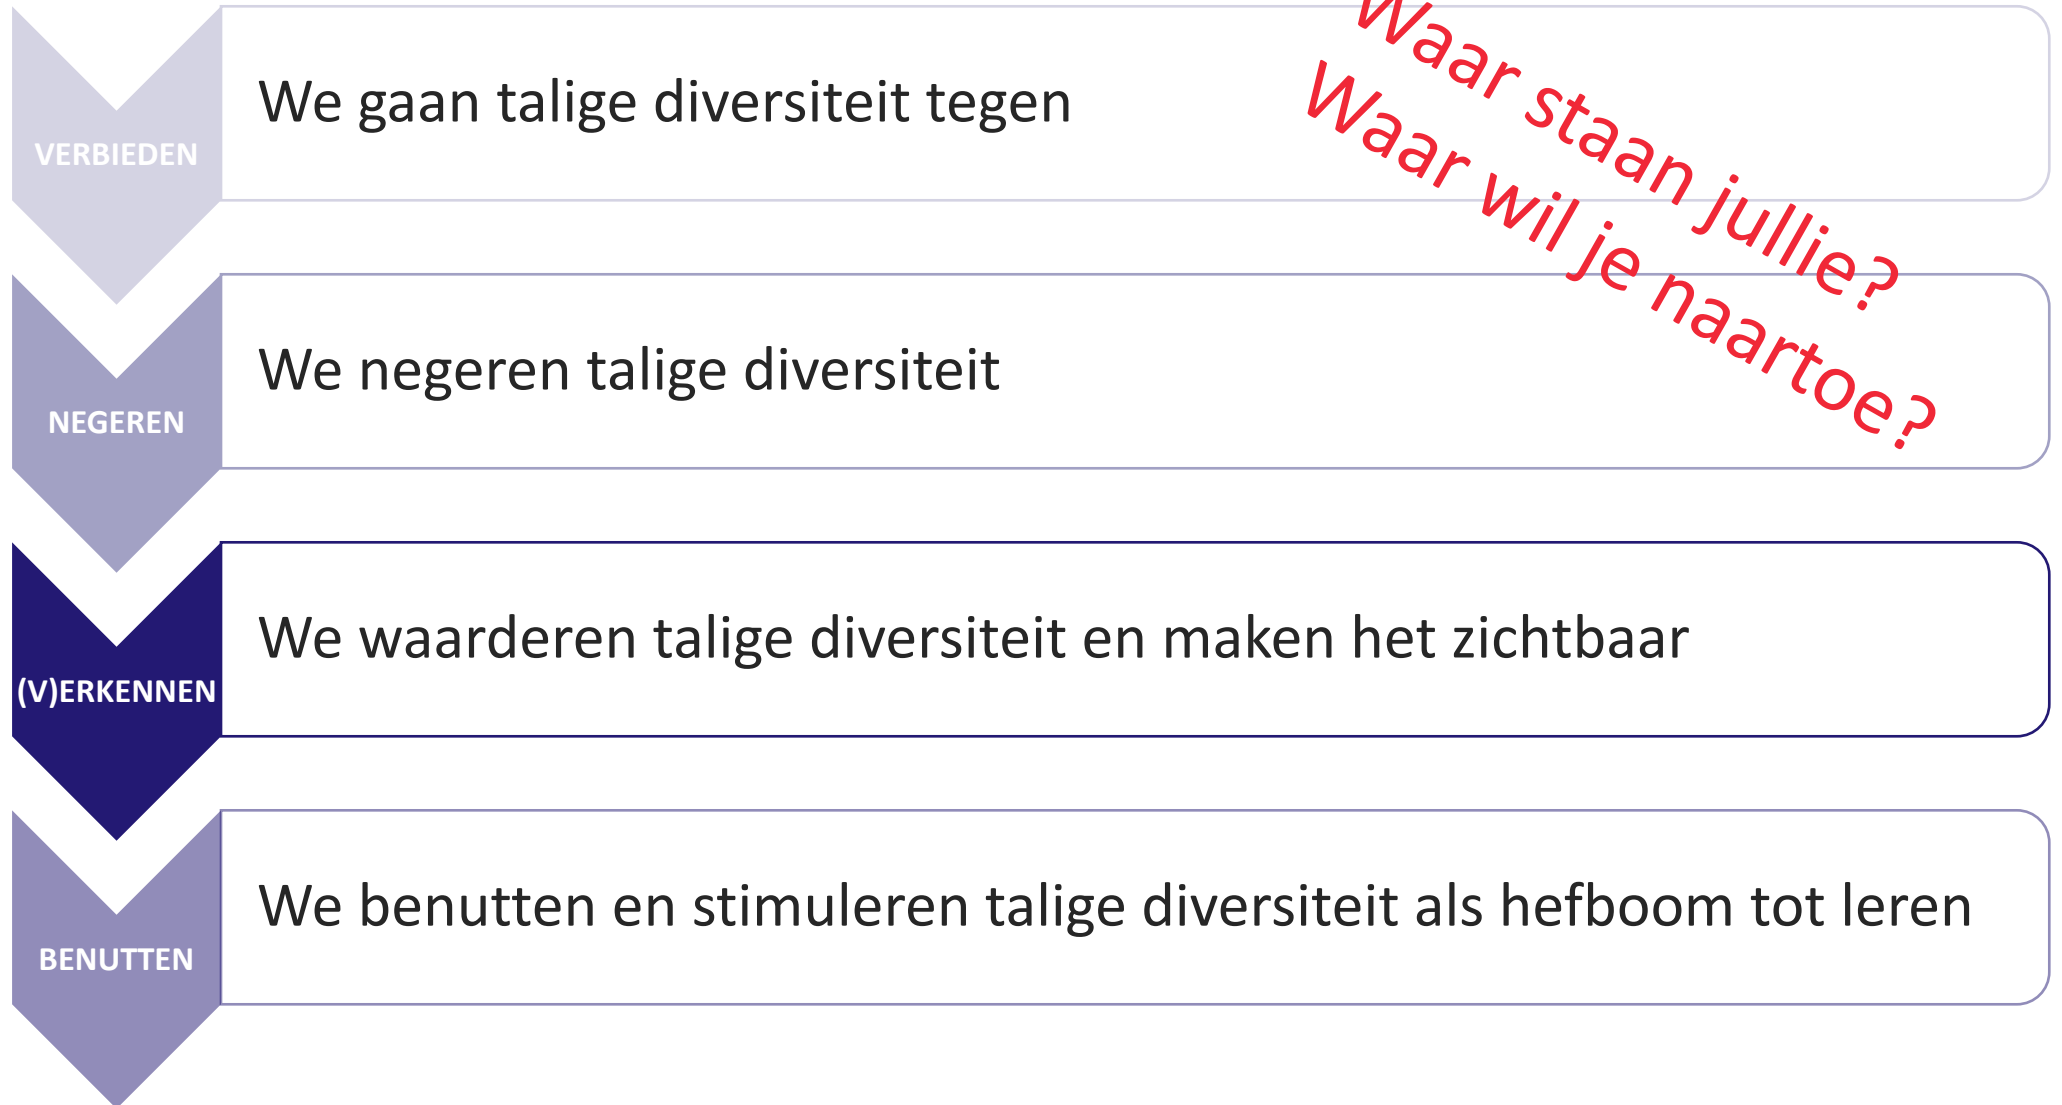 Waar staan jullie?
Waar wil je naartoe?
VERBIEDEN
We gaan talige diversiteit tegen
NEGEREN
We negeren talige diversiteit
(V)ERKENNEN
We waarderen talige diversiteit en maken het zichtbaar
BENUTTEN
We benutten en stimuleren talige diversiteit als hefboom tot leren